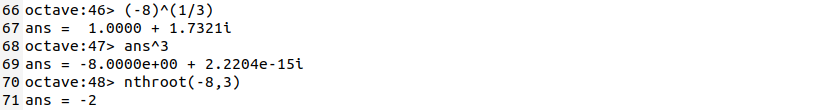 66 octave:46> (-8)^(1/3)
67 ans =  1.0000 + 1.7321i
68 octave:47> ans^3
69 ans = -8.0000e+00 + 2.2204e-15i
70 octave:48> nthroot(-8,3)
71 ans = -2